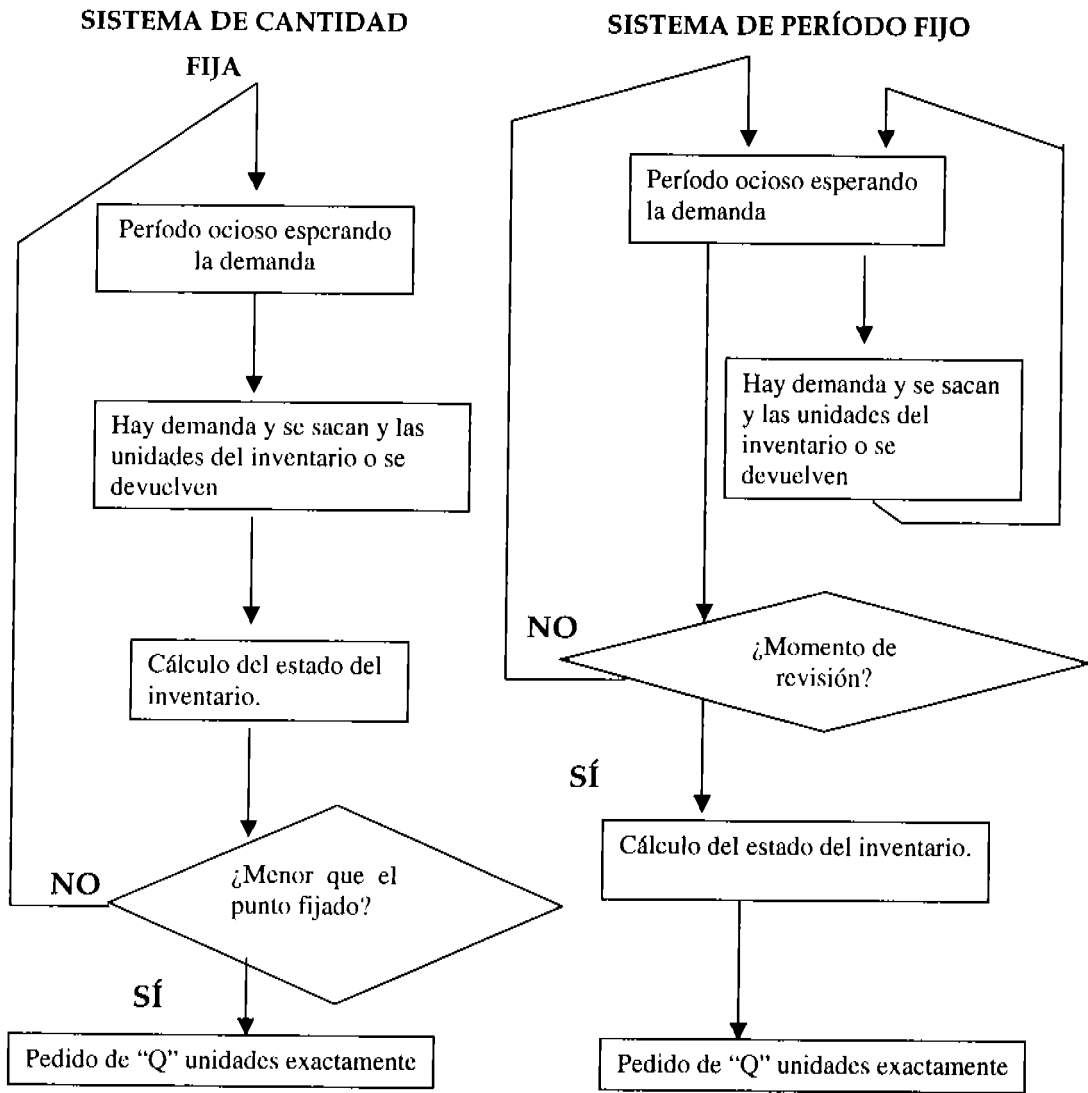 SISTEMA DE CANTIDAD
FIJA
Período ocioso esperando
la demanda
Hay demanda y se sacan y las
unidades del inventario o se
devuelven
Cálculo del estado del
inventario.
NO
¿Menor que el
punto fijado?
SÍ
Pedido de “Q” unidades exactamente
SISTEMA DE PERÍODO FIJO
Período ocioso esperando
la demanda
Hay demanda y se sacan
y las unidades del
inventario o se
devuelven
NO
¿Momento de
revisión?
SÍ
Cálculo del estado del inventario.
Pedido de “Q” unidades exactamente